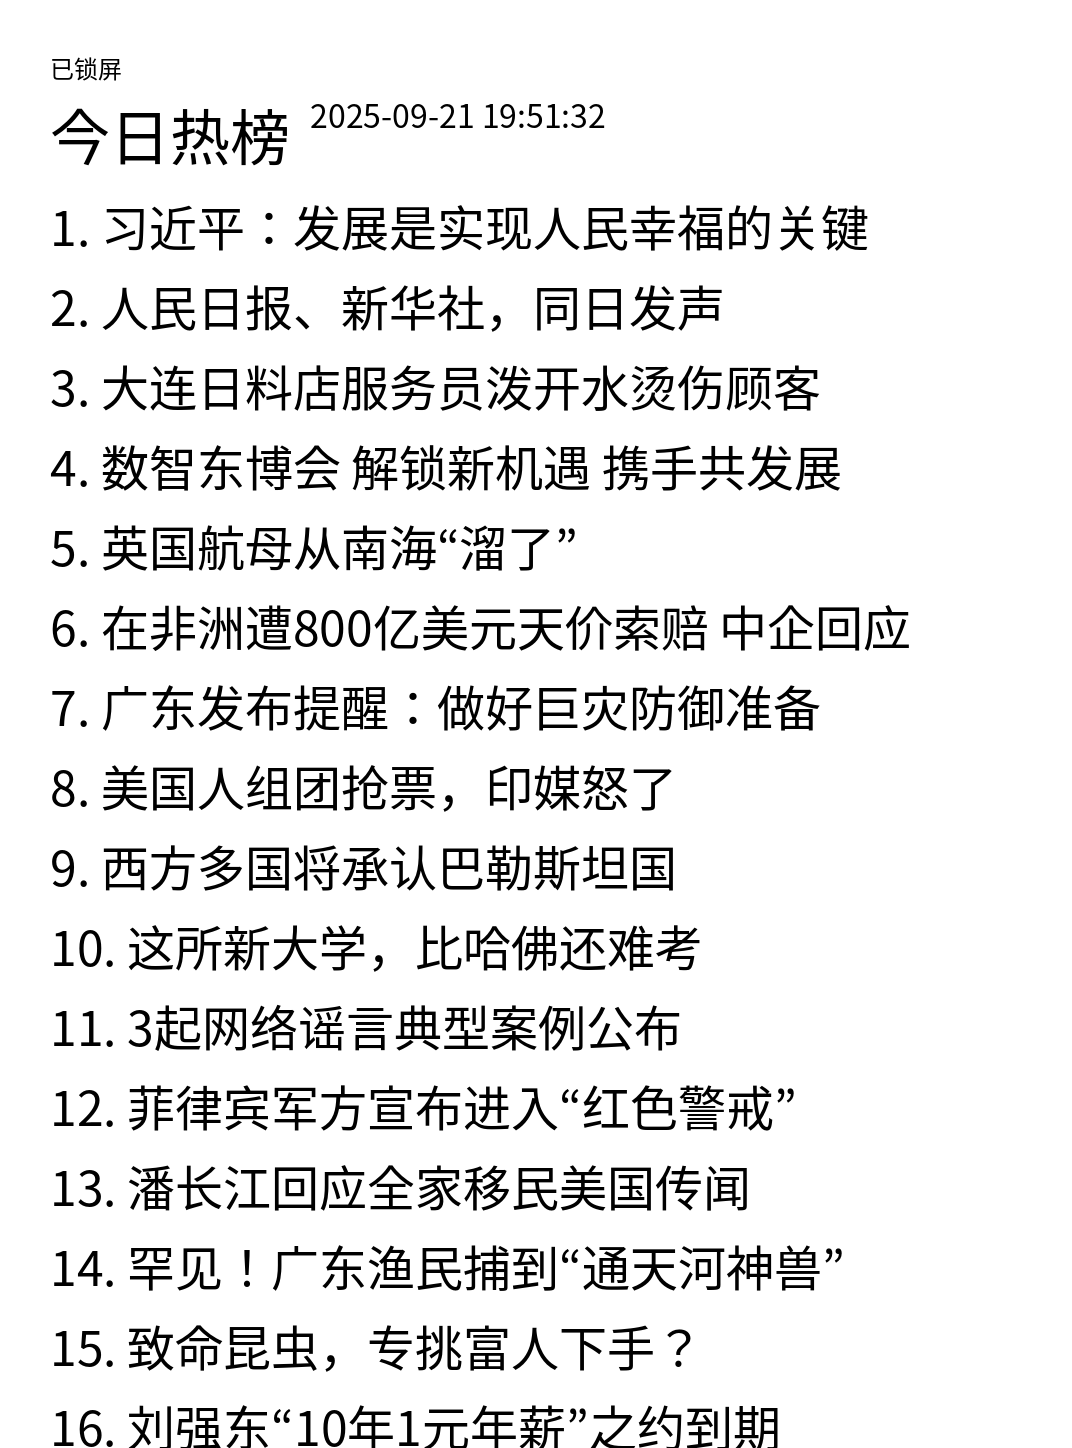 已锁屏
今日热榜 2025-09-21 19:51:32
1. 习近平：发展是实现人民幸福的关键
2. 人民日报、新华社，同日发声
3. 大连日料店服务员泼开水烫伤顾客
4. 数智东博会 解锁新机遇 携手共发展
5. 英国航母从南海“溜了”
6. 在非洲遭800亿美元天价索赔 中企回应
7. 广东发布提醒：做好巨灾防御准备
8. 美国人组团抢票，印媒怒了
9. 西方多国将承认巴勒斯坦国
10. 这所新大学，比哈佛还难考
11. 3起网络谣言典型案例公布
12. 菲律宾军方宣布进入“红色警戒”
13. 潘长江回应全家移民美国传闻
14. 罕见！广东渔民捕到“通天河神兽”
15. 致命昆虫，专挑富人下手？
16. 刘强东“10年1元年薪”之约到期